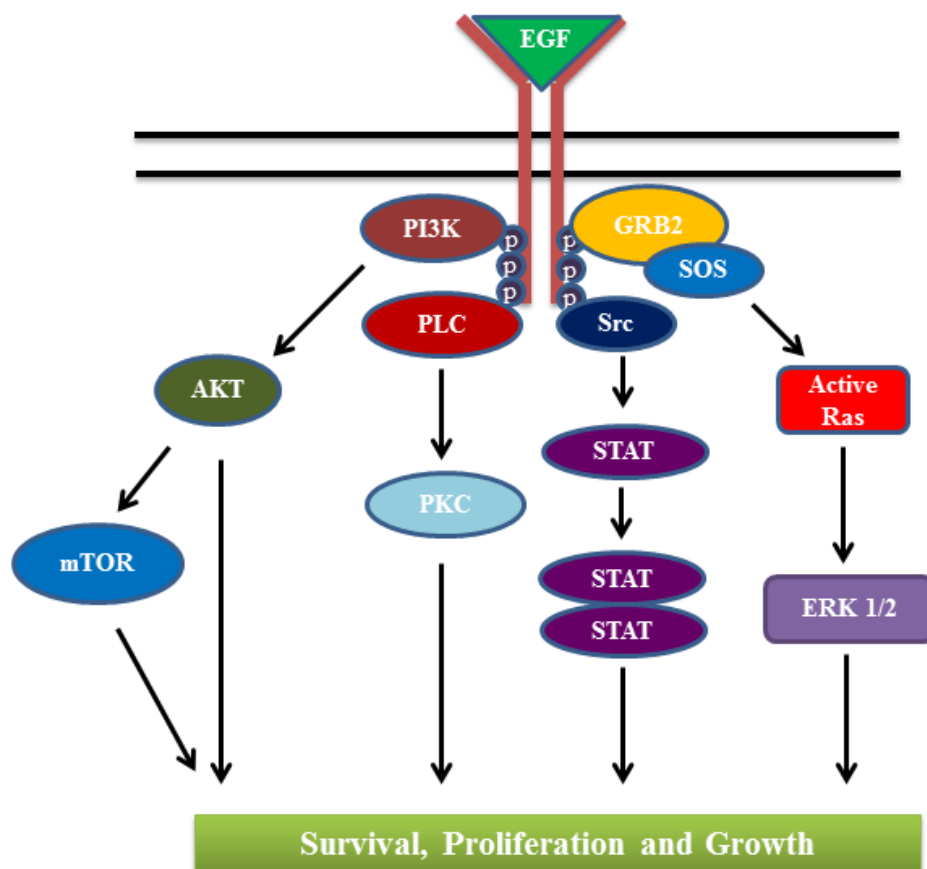 EGF
PI3K
p
p
p
p
p
p
GRB2
SOS
PLC
Src
AKT
Active
Ras
STAT
PKC
mTOR
STAT
STAT
ERK 1/2
Survival, Proliferation and Growth